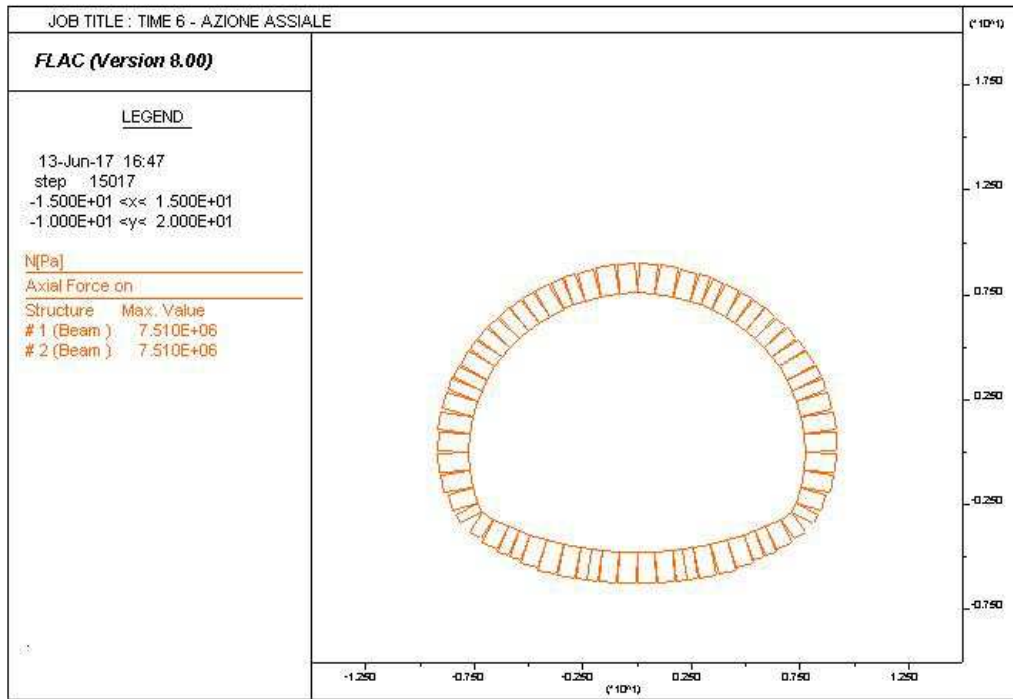 JOB TITLE : TIME 6 - AZIONE ASSIALE
(*10^1)
FLAC (Version 8.00)
LEGEND
13-Jun-17 16:47
step 15017
-1.500E+01 <x< 1.500E+01
-1.000E+01 <y< 2.000E+01
N[Pa]
Axial Force on
Structure Max. Value
# 1 (Beam ) 7.510E+06
# 2 (Beam ) 7.510E+06
1.750
1.250
0.750
0.250
-0.250
-0.750
-1.250 -0.750 -0.250 0.250 0.750 1.250
(*10^1)